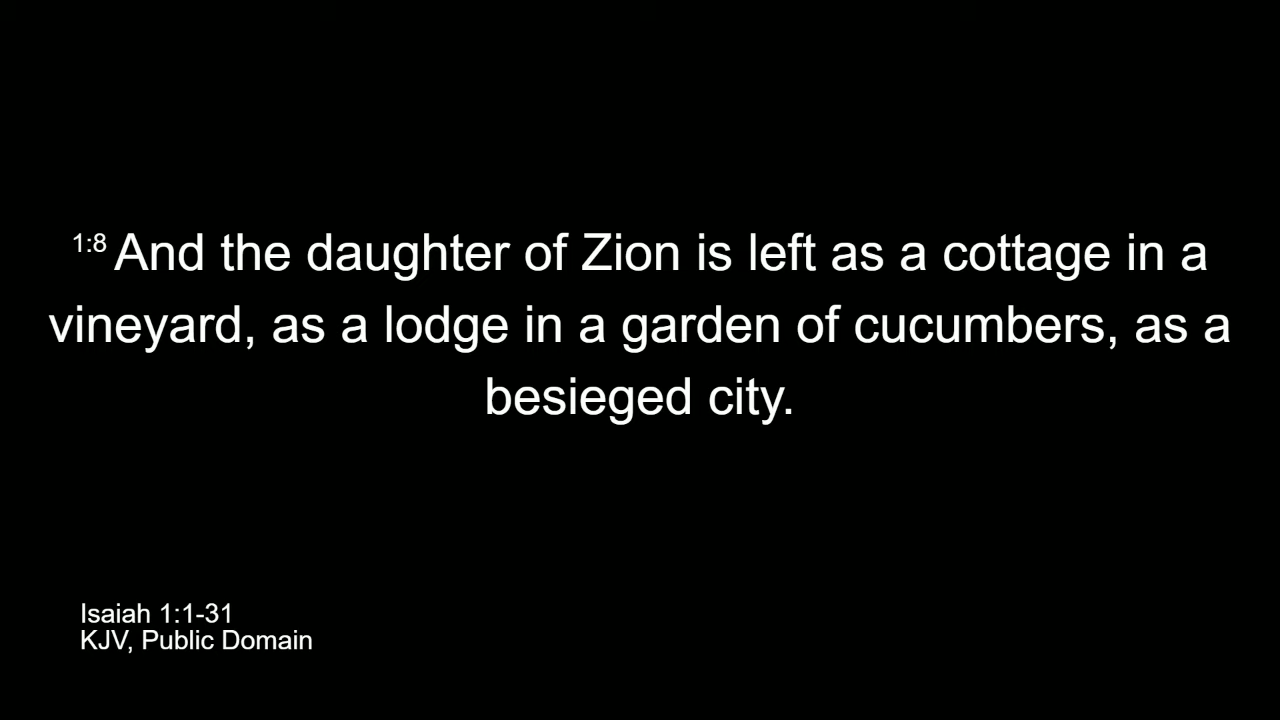 1:8 And the daughter of Zion is left as a cottage in a
vineyard, as a lodge in a garden of cucumbers, as a
besieged city.
Isaiah 1:1-31
KJV, Public Domain